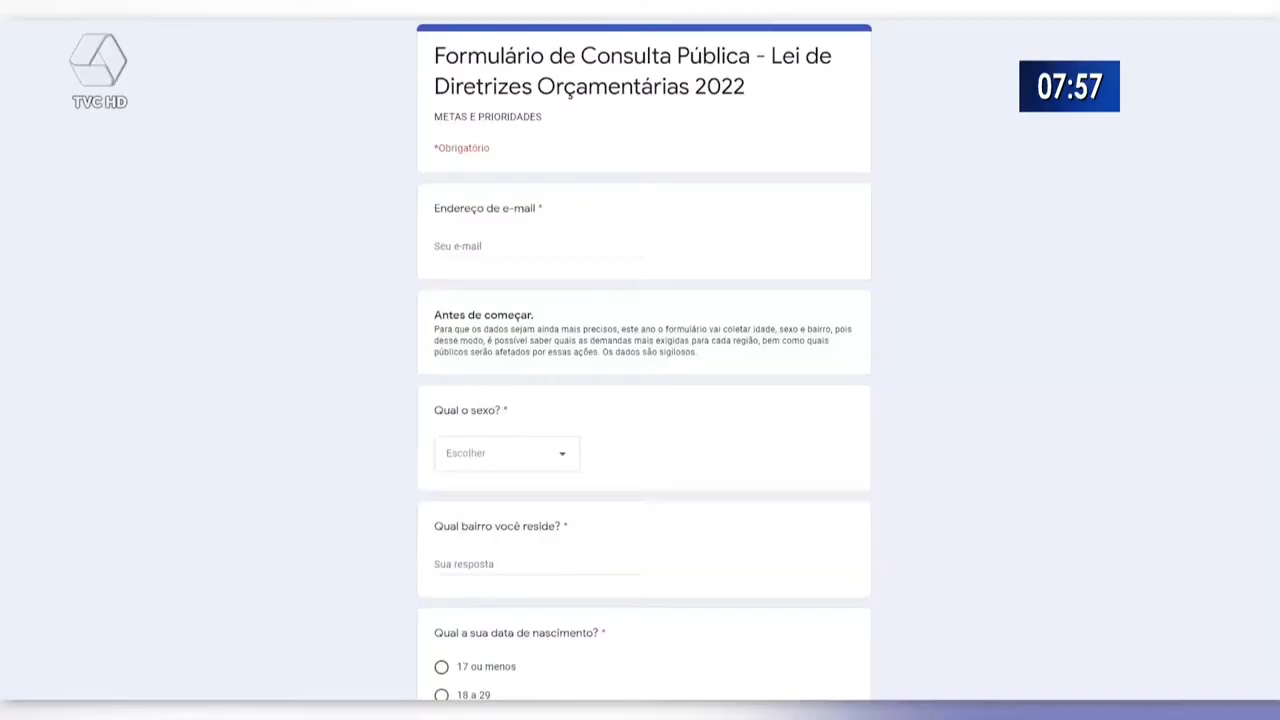 TVC HD
07:57
Formulário de Consulta Pública - Lei de
Diretrizes Orçamentárias 2022
METAS E PRIORIDADES
*Obrigatório
Endereço de e-mail *
Seu e-mail
Antes de começar.
Para que os dados sejam ainda mais precisos, este ano o formulário vai coletar idade, sexo e bairro, pois
desse modo, é possível saber quais as demandas mais exigidas para cada região, bem como quais
públicos serão afetados por essas ações. Os dados são sigilosos.
Qual o sexo? *
Escolher
Qual bairro você reside? *
Sua resposta
Qual a sua data de nascimento? *
17 ou menos
18 a 29